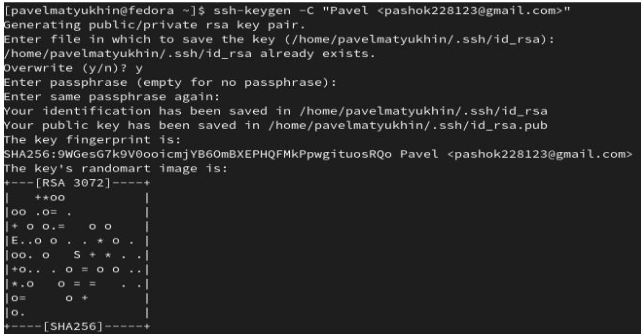 [pavelmatyukhin@fedora ~]$ ssh-keygen -C "Pavel <pashok228123@gmail.com>"
Generating public/private rsa key pair.
Enter file in which to save the key (/home/pavelmatyukhin/.ssh/id_rsa):
/home/pavelmatyukhin/.ssh/id_rsa already exists.
Overwrite (y/n)? y
Enter passphrase (empty for no passphrase):
Enter same passphrase again:
Your identification has been saved in /home/pavelmatyukhin/.ssh/id_rsa
Your public key has been saved in /home/pavelmatyukhin/.ssh/id_rsa.pub
The key fingerprint is:
SHA256:9WGesG7k9V0ooicmjYB6OmBXEPHQFMkPpwgituosRQo Pavel <pashok228123@gmail.com>
The key's randomart image is:
+---[RSA 3072]----+
|   +*oo          |
|oo .o= .         |
|+ o o.=   o o    |
|E..o o . . * o . |
|oo. o   S + * . .|
|+o.. . o = o o ..|
|*.o   o = =   . .|
|o=     o +       |
|o.               |
+----[SHA256]-----+